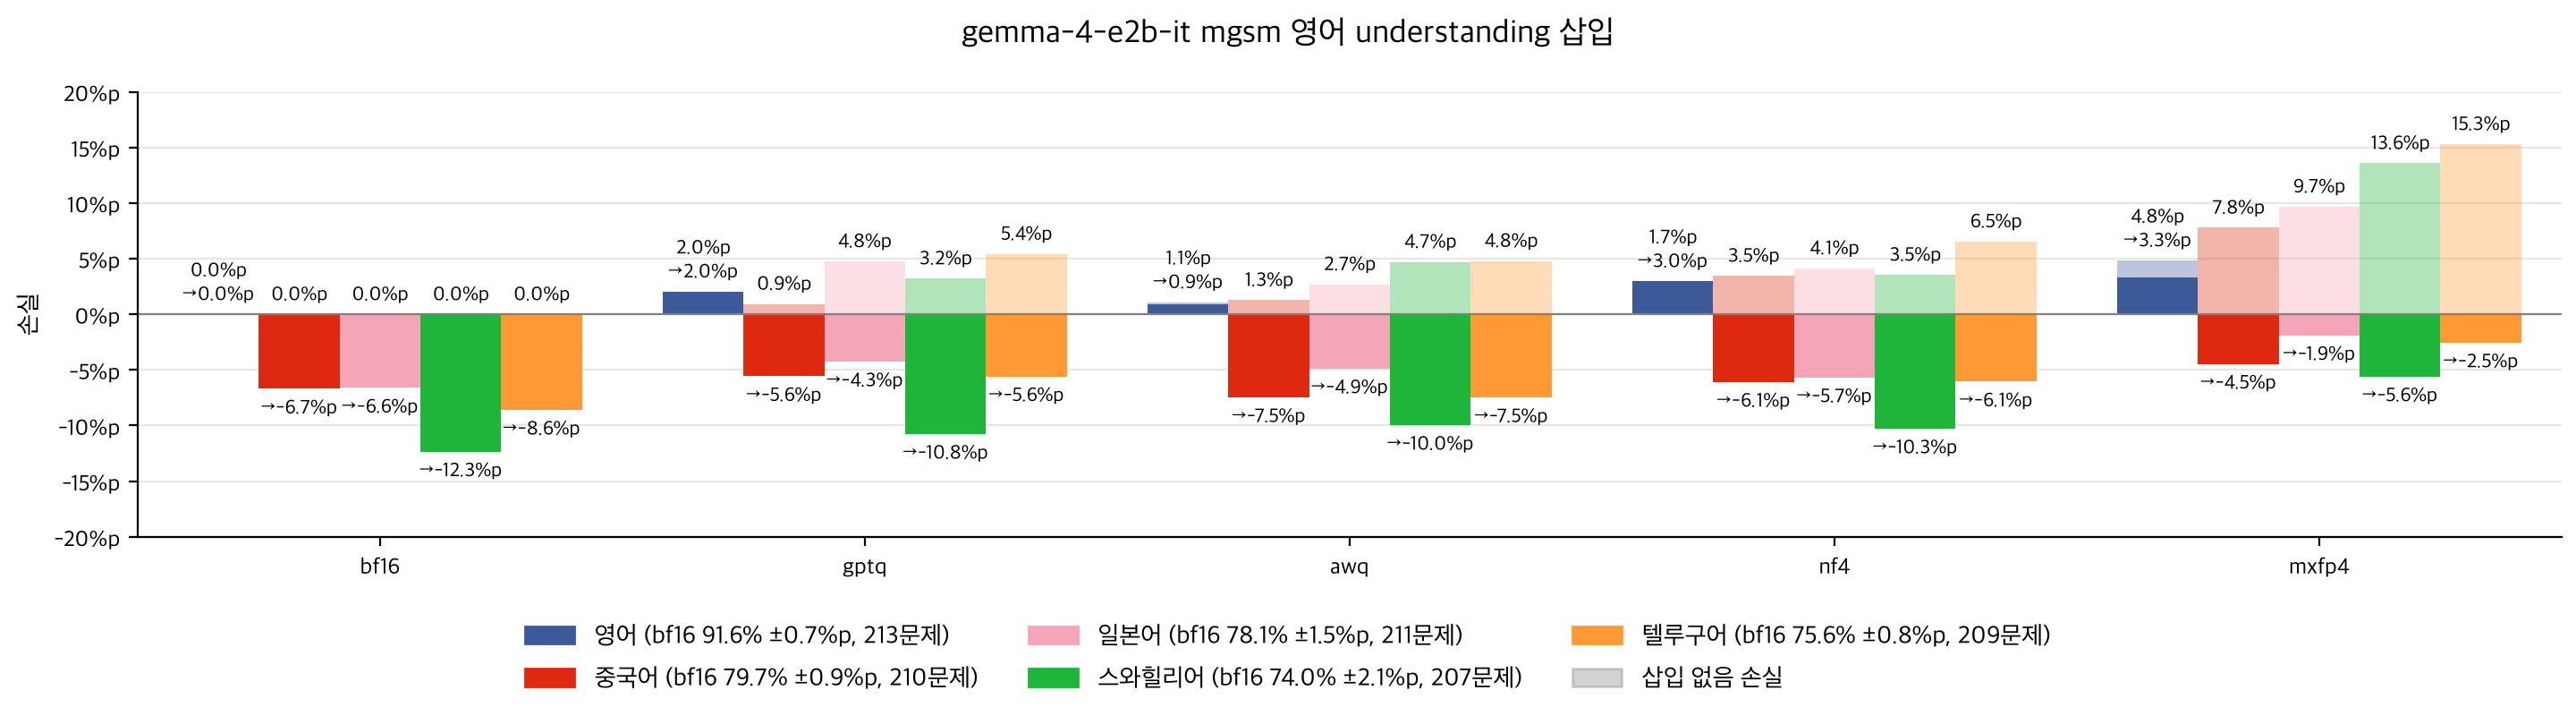 gemma-4-e2b-it mgsm 영어 understanding 삽입
손실
20%p
15%p
10%p
5%p
0%p
-5%p
-10%p
-15%p
-20%p
0.0%p
→0.0%p
0.0%p
0.0%p
0.0%p
0.0%p
→-6.7%p
→-6.6%p
→-12.3%p
→-8.6%p
2.0%p
→2.0%p
0.9%p
4.8%p
3.2%p
5.4%p
→-5.6%p
→-4.3%p
→-10.8%p
→-5.6%p
1.1%p
→0.9%p
1.3%p
2.7%p
4.7%p
4.8%p
→-7.5%p
→-4.9%p
→-10.0%p
→-7.5%p
1.7%p
→3.0%p
3.5%p
4.1%p
3.5%p
6.5%p
→-6.1%p
→-5.7%p
→-10.3%p
→-6.1%p
4.8%p
→3.3%p
7.8%p
9.7%p
13.6%p
15.3%p
→-4.5%p
→-1.9%p
→-5.6%p
→-2.5%p
bf16
gptq
awq
nf4
mxfp4
영어 (bf16 91.6% ±0.7%p, 213문제)
중국어 (bf16 79.7% ±0.9%p, 210문제)
일본어 (bf16 78.1% ±1.5%p, 211문제)
스와힐리어 (bf16 74.0% ±2.1%p, 207문제)
텔루구어 (bf16 75.6% ±0.8%p, 209문제)
삽입 없음 손실